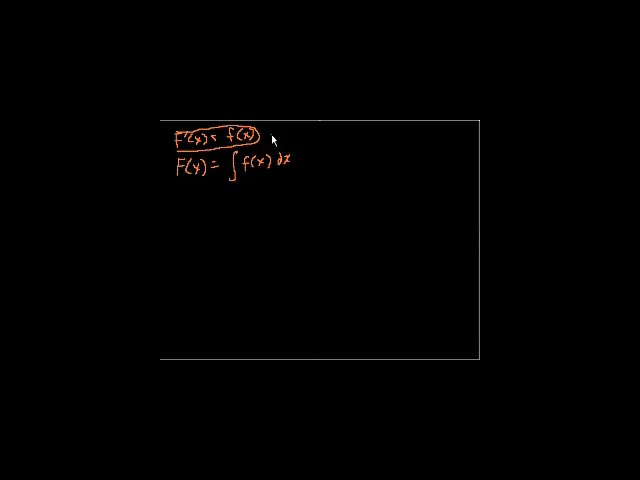 F'(x) = f(x)
F(x) = ∫ f(x) dx